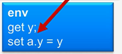 env
get y:
set a.y = y